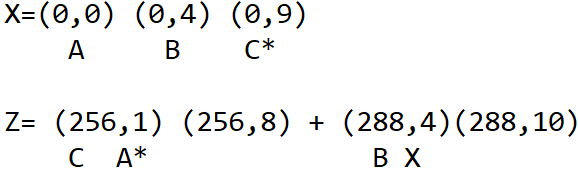 X=(0,0) (0,4) (0,9)
A B C*
Z= (256,1) (256,8) + (288,4)(288,10)
C A* B X